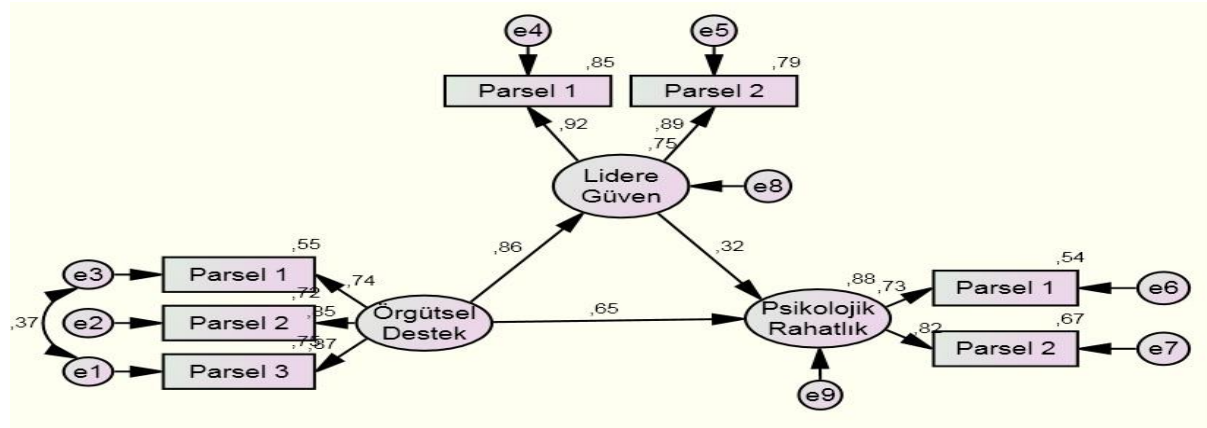 e4
e5
,85
,79
Parsel 1
Parsel 2
,92
,89
,75
Lidere
Güven
e8
,86
,32
,55
e3
Parsel 1
,74
,72
e2
Parsel 2
,85
,75
,87
e1
Parsel 3
,37
Örgütsel
Destek
,65
,88
Psikolojik
Rahatlık
,73
,54
Parsel 1
e6
,82
,67
Parsel 2
e7
e9